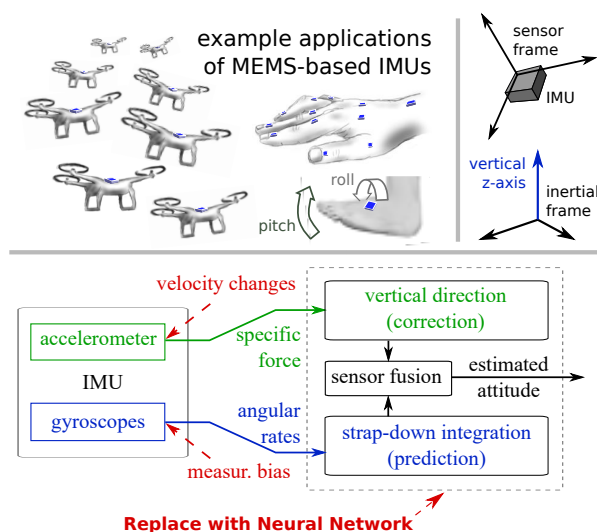 example applications
of MEMS-based IMUs
roll
pitch
sensor
frame
IMU
vertical
z-axis
inertial
frame
velocity changes
accelerometer
specific
force
IMU
gyroscopes
angular
rates
measur. bias
vertical direction
(correction)
sensor fusion
estimated
attitude
strap-down integration
(prediction)
Replace with Neural Network